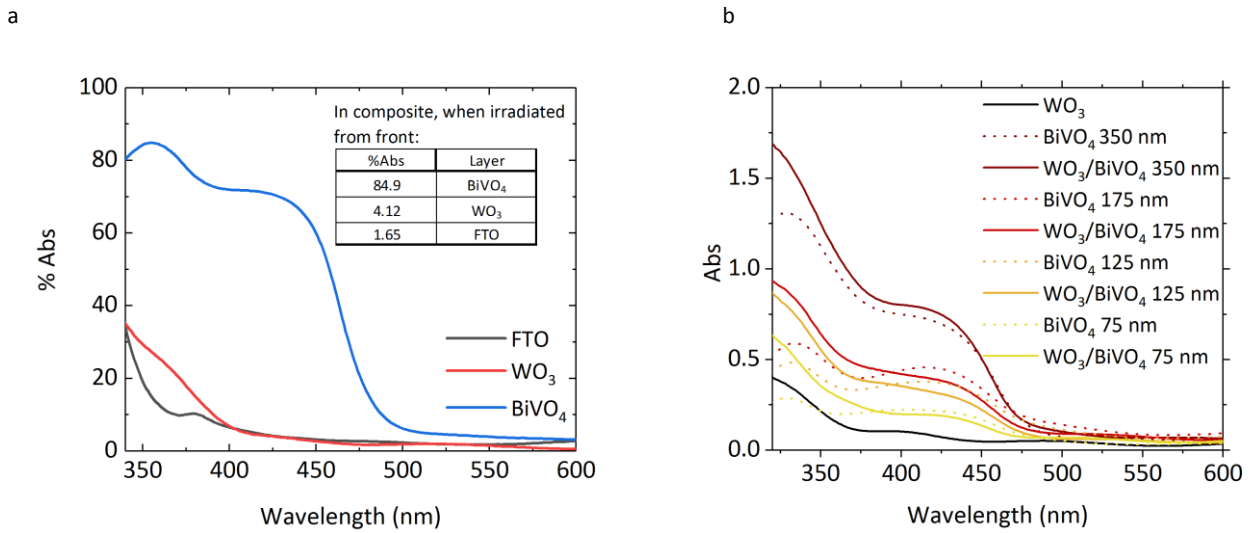 a
100
80
60
40
20
0
% Abs
350
400
450
500
550
600
Wavelength (nm)
In composite, when irradiated
from front:
%Abs Layer
84.9 BiVO₄
4.12 WO₃
1.65 FTO
FTO
WO₃
BiVO₄
b
2.0
1.5
1.0
0.5
0.0
Abs
350
400
450
500
550
600
Wavelength (nm)
WO₃
BiVO₄ 350 nm
WO₃/BiVO₄ 350 nm
BiVO₄ 175 nm
WO₃/BiVO₄ 175 nm
BiVO₄ 125 nm
WO₃/BiVO₄ 125 nm
BiVO₄ 75 nm
WO₃/BiVO₄ 75 nm